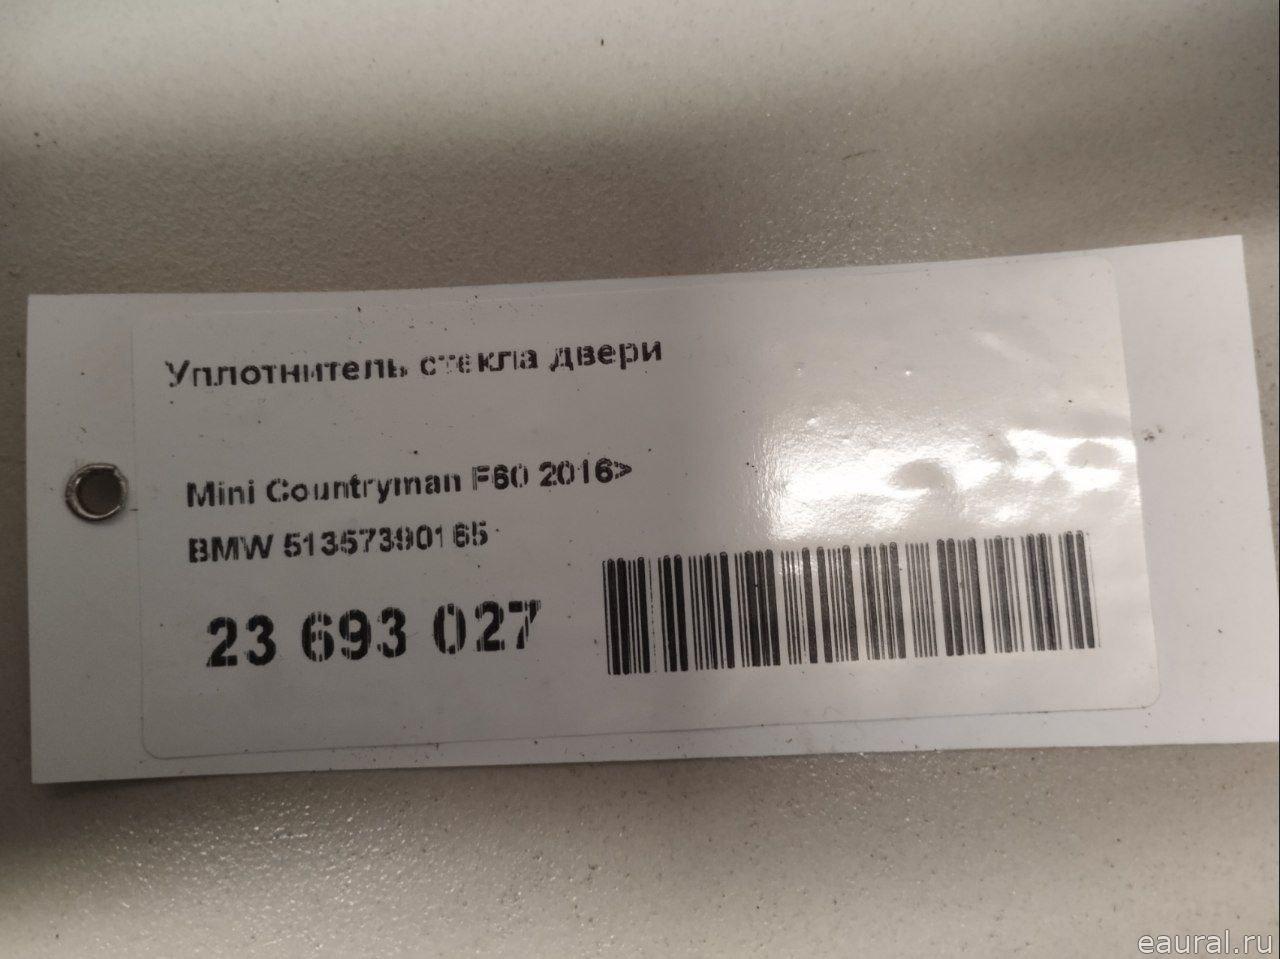 Уплотнитель стекла двери
Mini Countryman F60 2016>
BMW 51357390165
23 693 027
eaural.ru